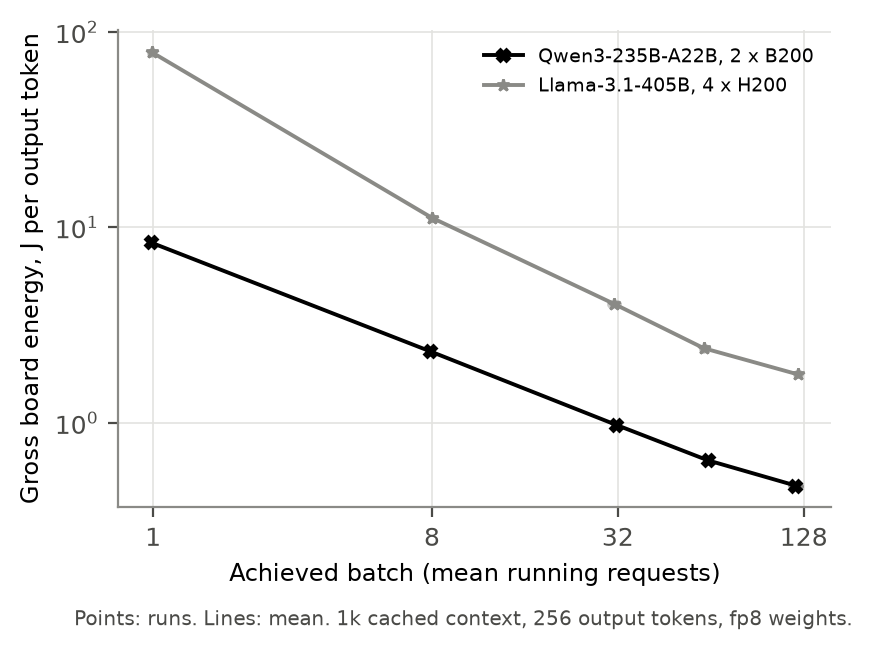 Gross board energy, J per output token
10²
10¹
10⁰
Qwen3-235B-A22B, 2 x B200
Llama-3.1-405B, 4 x H200
1 8 32 128
Achieved batch (mean running requests)
Points: runs. Lines: mean. 1k cached context, 256 output tokens, fp8 weights.